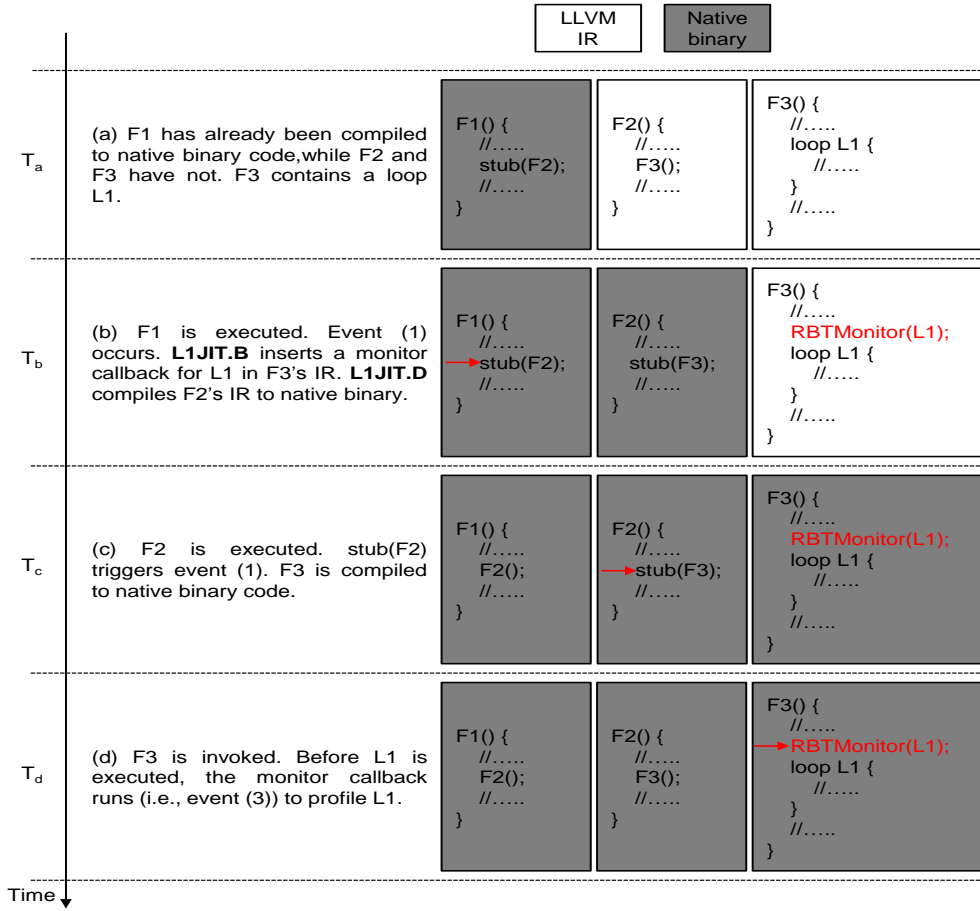 LLVM
IR
Native
binary
T a
(a) F1 has already been compiled
to native binary code,while F2 and
F3 have not. F3 contains a loop
L1.
F1() {
//…..
stub(F2);
//…..
}
F2() {
//…..
F3();
//…..
}
F3() {
//…..
loop L1 {
//…..
}
//…..
}
T b
(b) F1 is executed. Event (1)
occurs. L1JIT.B inserts a monitor
callback for L1 in F3's IR. L1JIT.D
compiles F2's IR to native binary.
F1() {
//…..
stub(F2);
//…..
}
F2() {
//…..
stub(F3);
//…..
}
F3() {
//…..
RBTMonitor(L1);
loop L1 {
//…..
}
//…..
}
T c
(c) F2 is executed. stub(F2)
triggers event (1). F3 is compiled
to native binary code.
F1() {
//…..
F2();
//…..
}
F2() {
//…..
stub(F3);
//…..
}
F3() {
//…..
RBTMonitor(L1);
loop L1 {
//…..
}
//…..
}
T d
(d) F3 is invoked. Before L1 is
executed, the monitor callback
runs (i.e., event (3)) to profile L1.
F1() {
//…..
F2();
//…..
}
F2() {
//…..
F3();
//…..
}
F3() {
//…..
RBTMonitor(L1);
loop L1 {
//…..
}
//…..
}
Time